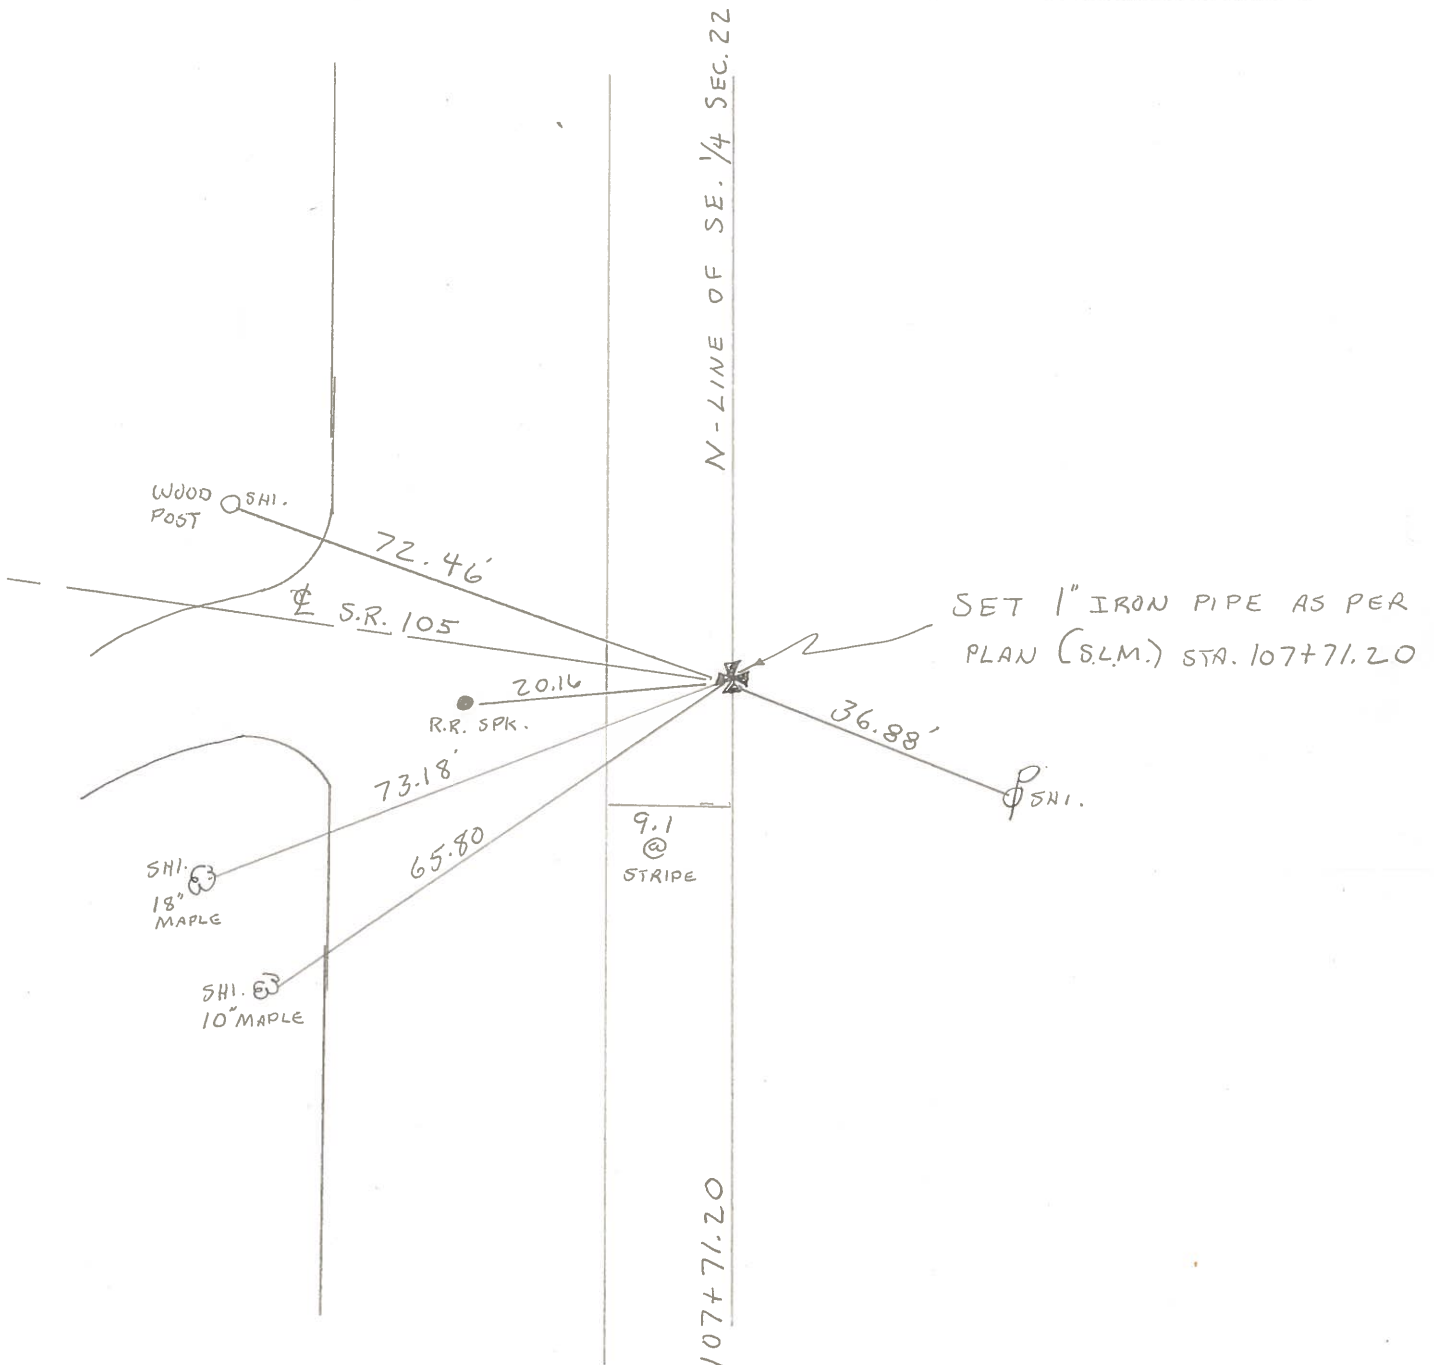 N-LINE OF SE. 1/4 SEC. 22
WOOD
POST
SHI.
72.46'
℄ S.R. 105
SET 1" IRON PIPE AS PER
PLAN (S.L.M.) STA. 107+71.20
20.16
R.R. SPK.
36.88'
SHI.
73.18'
9.1
@
STRIPE
65.80
SHI.
18"
MAPLE
SHI.
10" MAPLE
107+71.20